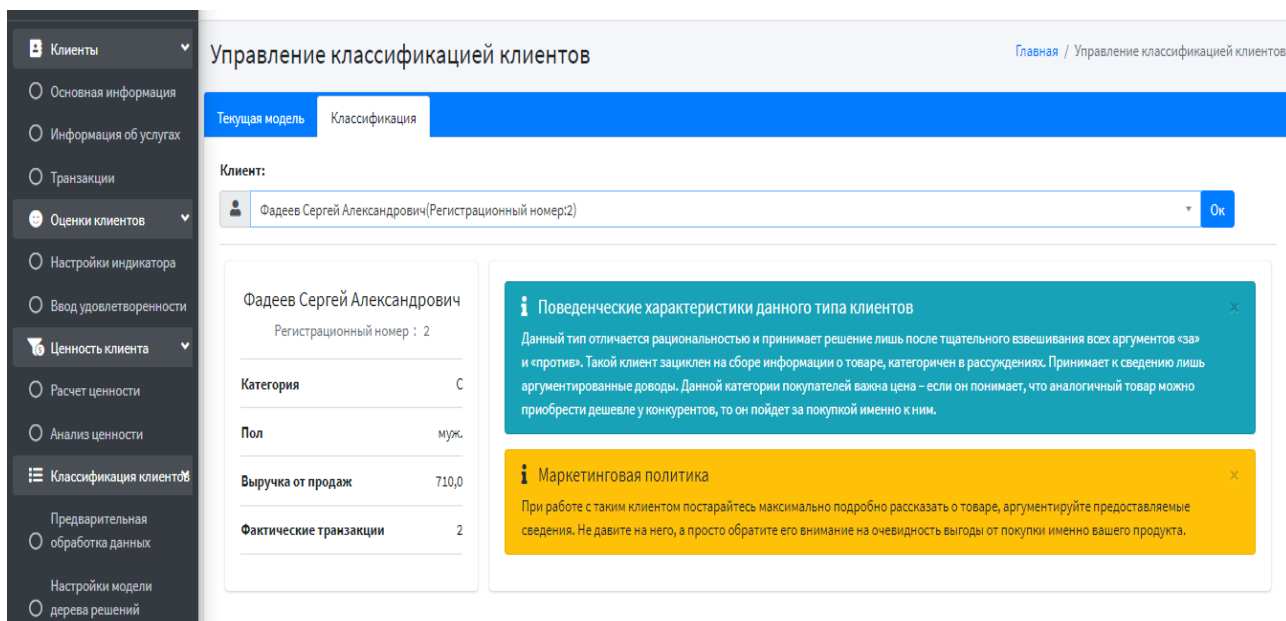 Клиенты
Основная информация
Информация об услугах
Транзакции
Оценки клиентов
Настройки индикатора
Ввод удовлетворенности
Ценность клиента
Расчет ценности
Анализ ценности
Классификация клиентов
Предварительная
обработка данных
Настройки модели
дерева решений
Управление классификацией клиентов
Главная / Управление классификацией клиентов
Текущая модель Классификация
Клиент:
Фадеев Сергей Александрович(Регистрационный номер:2)
Ок
Фадеев Сергей Александрович
Регистрационный номер : 2
Категория С
Пол муж.
Выручка от продаж 710,0
Фактические транзакции 2
Поведенческие характеристики данного типа клиентов
×
Данный тип отличается рациональностью и принимает решение лишь после тщательного взвешивания всех аргументов «за»
и «против». Такой клиент зациклен на сборе информации о товаре, категоричен в рассуждениях. Принимает к сведению лишь
аргументированные доводы. Данной категории покупателей важна цена – если он понимает, что аналогичный товар можно
приобрести дешевле у конкурентов, то он пойдет за покупкой именно к ним.
Маркетинговая политика
×
При работе с таким клиентом постарайтесь максимально подробно рассказать о товаре, аргументируйте предоставляемые
сведения. Не давите на него, а просто обратите его внимание на очевидность выгоды от покупки именно вашего продукта.